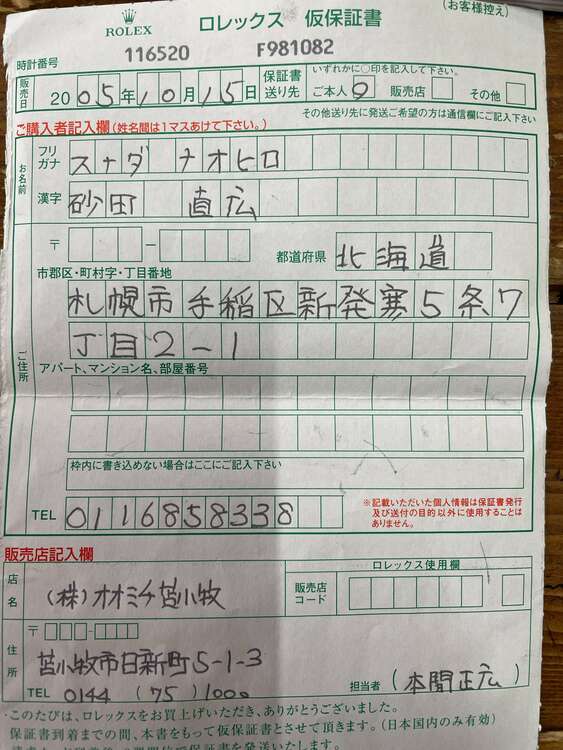 (お客様控え)
ROLEX
ロレックス 仮保証書
116520 F981082
時計番号
販売日 2005年10月15日 保証書送り先 いずれかに○印を記入して下さい。 ご本人 ○ 販売店 その他
その他送り先に発送ご希望の方は通信欄にご記入下さい
ご購入者記入欄(姓名間は1マスあけて下さい。)
お名前
フリガナ スナダ ナオヒロ
漢字 砂田 直広
ご住所
〒 - 都道府県 北海道
市郡区・町村字・丁目番地
札幌市手稲区新発寒5条7
丁目2-1
アパート、マンション名、部屋番号
枠内に書き込めない場合はここにご記入下さい
TEL 0116858338
※記載いただいた個人情報は保証書発行
及び送付の目的以外に使用することは
ありません。
販売店記入欄
ロレックス使用欄
店名 (株)オオミチ苫小牧 販売店コード
住所
〒 -
苫小牧市日新町5-1-3
TEL 0144 (75) 1000 担当者 (本間正広)
・このたびは、ロレックスをお買上げいただき、ありがとうございました。
保証書到着までの間、本書をもって仮保証書とさせて頂きます。(日本国内のみ有効)